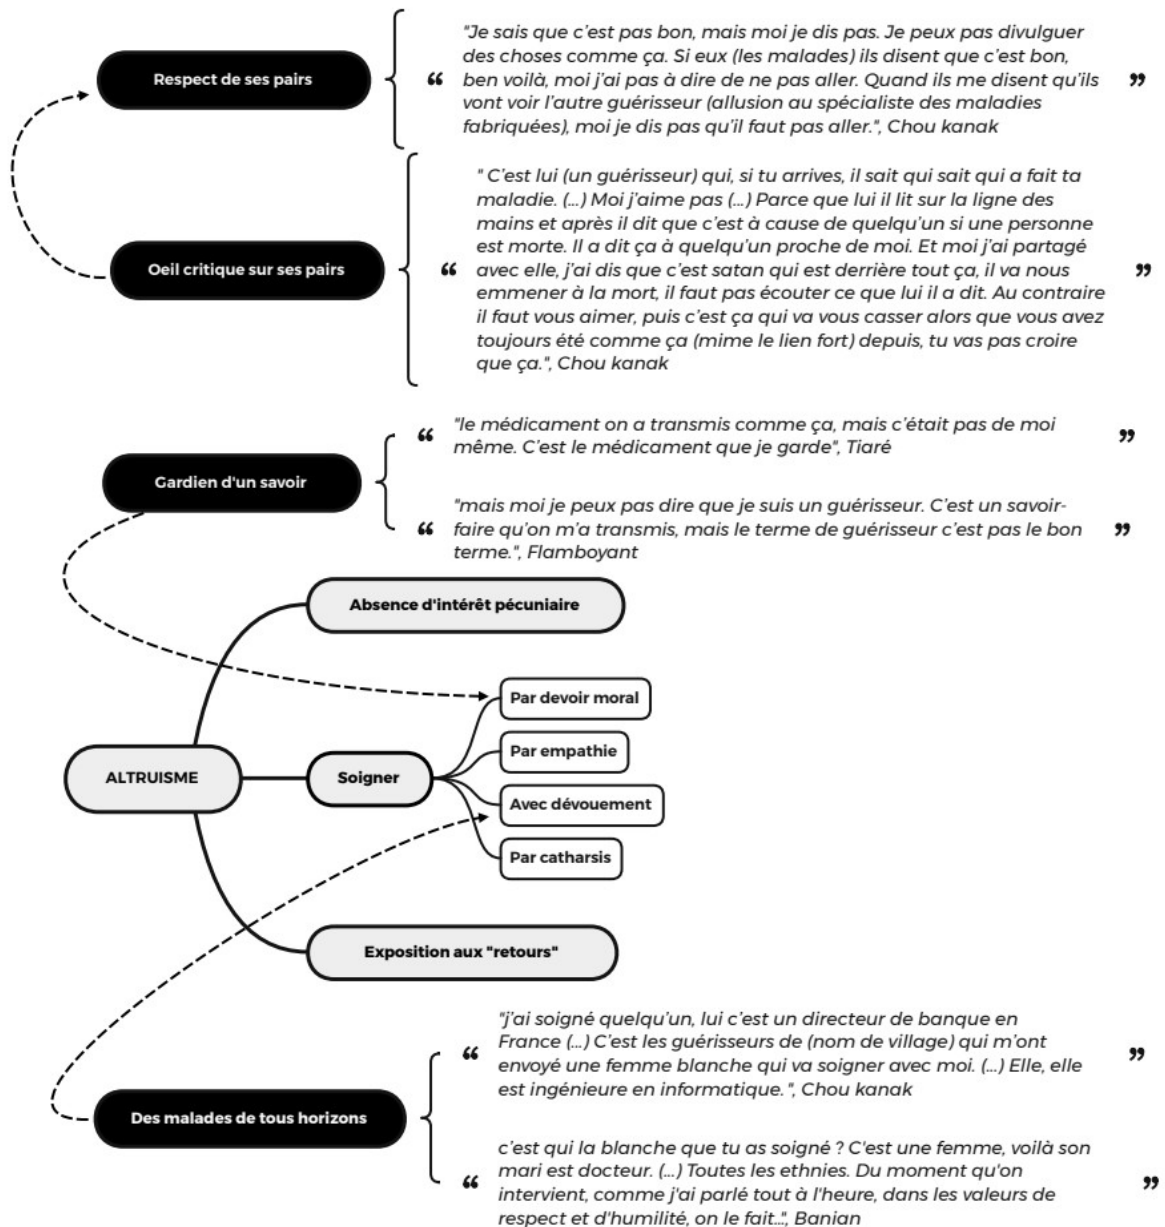 Respect de ses pairs
"Je sais que c'est pas bon, mais moi je dis pas. Je peux pas divulguer
des choses comme ça. Si eux (les malades) ils disent que c'est bon,
“ ben voilà, moi j'ai pas à dire de ne pas aller. Quand ils me disent qu'ils ”
vont voir l'autre guérisseur (allusion au spécialiste des maladies
fabriquées), moi je dis pas qu'il faut pas aller.", Chou kanak
Oeil critique sur ses pairs
" C'est lui (un guérisseur) qui, si tu arrives, il sait qui sait qui a fait ta
maladie. (...) Moi j'aime pas (...) Parce que lui il lit sur la ligne des
mains et après il dit que c'est à cause de quelqu'un si une personne
est morte. Il a dit ça à quelqu'un proche de moi. Et moi j'ai partagé
“ avec elle, j'ai dis que c'est satan qui est derrière tout ça, il va nous ”
emmener à la mort, il faut pas écouter ce que lui il a dit. Au contraire
il faut vous aimer, puis c'est ça qui va vous casser alors que vous avez
toujours été comme ça (mime le lien fort) depuis, tu vas pas croire
que ça.", Chou kanak
Gardien d'un savoir
“ "le médicament on a transmis comme ça, mais c'était pas de moi ”
même. C'est le médicament que je garde", Tiaré
"mais moi je peux pas dire que je suis un guérisseur. C'est un savoir-
“ faire qu'on m'a transmis, mais le terme de guérisseur c'est pas le bon ”
terme.", Flamboyant
ALTRUISME
Absence d'intérêt pécuniaire
Soigner
Par devoir moral
Par empathie
Avec dévouement
Par catharsis
Exposition aux "retours"
Des malades de tous horizons
"j'ai soigné quelqu'un, lui c'est un directeur de banque en
France (...) C'est les guérisseurs de (nom de village) qui m'ont
“ envoyé une femme blanche qui va soigner avec moi. (...) Elle, elle ”
est ingénieure en informatique.", Chou kanak
c'est qui la blanche que tu as soigné ? C'est une femme, voilà son
mari est docteur. (...) Toutes les ethnies. Du moment qu'on
“ intervient, comme j'ai parlé tout à l'heure, dans les valeurs de ”
respect et d'humilité, on le fait...", Banian